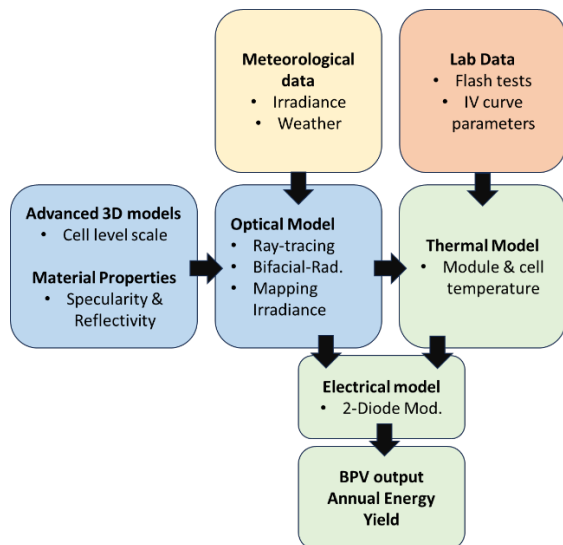 Meteorological
data
• Irradiance
• Weather
Lab Data
• Flash tests
• IV curve
parameters
Advanced 3D models
• Cell level scale
Material Properties
• Specularity &
Reflectivity
Optical Model
• Ray-tracing
• Bifacial-Rad.
• Mapping
Irradiance
Thermal Model
• Module & cell
temperature
Electrical model
• 2-Diode Mod.
BPV output
Annual Energy
Yield